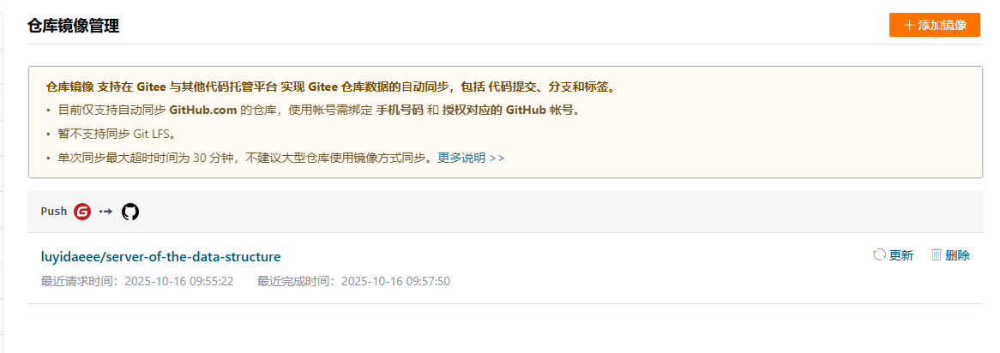 仓库镜像管理
添加镜像
仓库镜像 支持在 Gitee 与其他代码托管平台 实现 Gitee 仓库数据的自动同步，包括 代码提交、分支和标签。
• 目前仅支持自动同步 GitHub.com 的仓库，使用帐号需绑定 手机号码 和 授权对应的 GitHub 帐号。
• 暂不支持同步 Git LFS。
• 单次同步最大超时时间为 30 分钟，不建议大型仓库使用镜像方式同步。更多说明 >>
Push
luyidaeee/server-of-the-data-structure
更新 删除
最近请求时间：2025-10-16 09:55:22 最近完成时间：2025-10-16 09:57:50